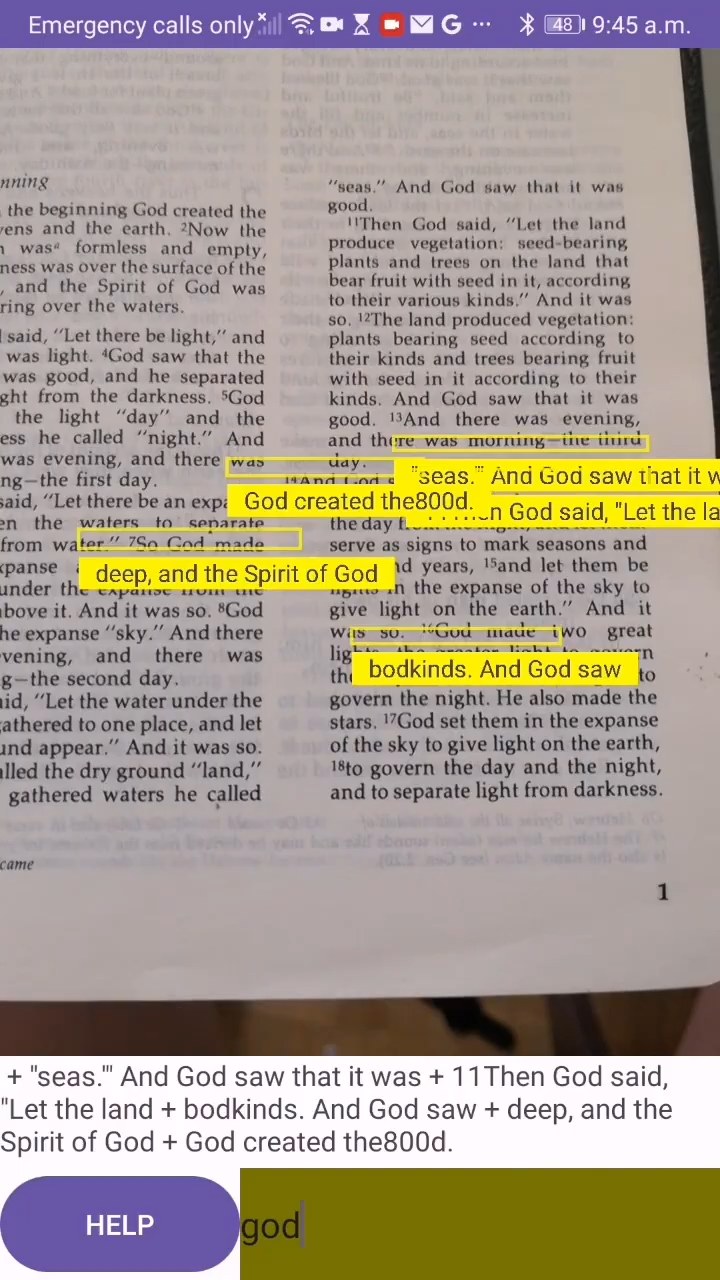 Emergency calls only
48 9:45 a.m.
nning
the beginning God created the
ens and the earth. ²Now the
wasᵃ formless and empty,
ness was over the surface of the
, and the Spirit of God was
ring over the waters.
said, “Let there be light,” and
was light. ⁴God saw that the
was good, and he separated
ght from the darkness. ⁵God
the light “day” and the
ess he called “night.” And
was evening, and there was
ng—the first day.
said, “Let there be an expa
God created the800d.
en the waters to separate
from water.” ⁷So God made
xpanse
deep, and the Spirit of God
under the expanse from the
above it. And it was so. ⁸God
he expanse “sky.” And there
vening, and there was
g—the second day.
aid, “Let the water under the
gathered to one place, and let
und appear.” And it was so.
alled the dry ground “land,”
gathered waters he called
came
“seas.” And God saw that it was
good.
¹¹Then God said, “Let the land
produce vegetation: seed-bearing
plants and trees on the land that
bear fruit with seed in it, according
to their various kinds.” And it was
so. ¹²The land produced vegetation:
plants bearing seed according to
their kinds and trees bearing fruit
with seed in it according to their
kinds. And God saw that it was
good. ¹³And there was evening,
and there was morning—the third
day.
¹⁴And God s
"seas."' And God saw that it w
n God said, "Let the la
the day
serve as signs to mark seasons and
nd years, ¹⁵and let them be
lights in the expanse of the sky to
give light on the earth.” And it
was so. ¹⁶God made two great
to
bodkinds. And God saw
govern the night. He also made the
stars. ¹⁷God set them in the expanse
of the sky to give light on the earth,
¹⁸to govern the day and the night,
and to separate light from darkness.
1
+ "seas."' And God saw that it was + 11Then God said,
"Let the land + bodkinds. And God saw + deep, and the
Spirit of God + God created the800d.
HELP
god